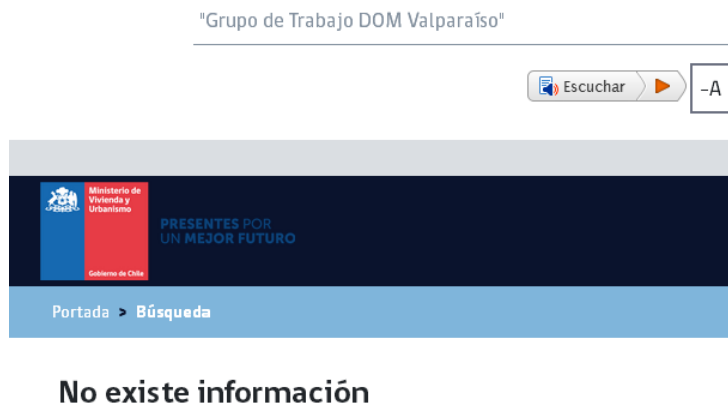 "Grupo de Trabajo DOM Valparaíso"
Escuchar
-A
Ministerio de
Vivienda y
Urbanismo
Gobierno de Chile
PRESENTES POR
UN MEJOR FUTURO
Portada > Búsqueda
No existe información